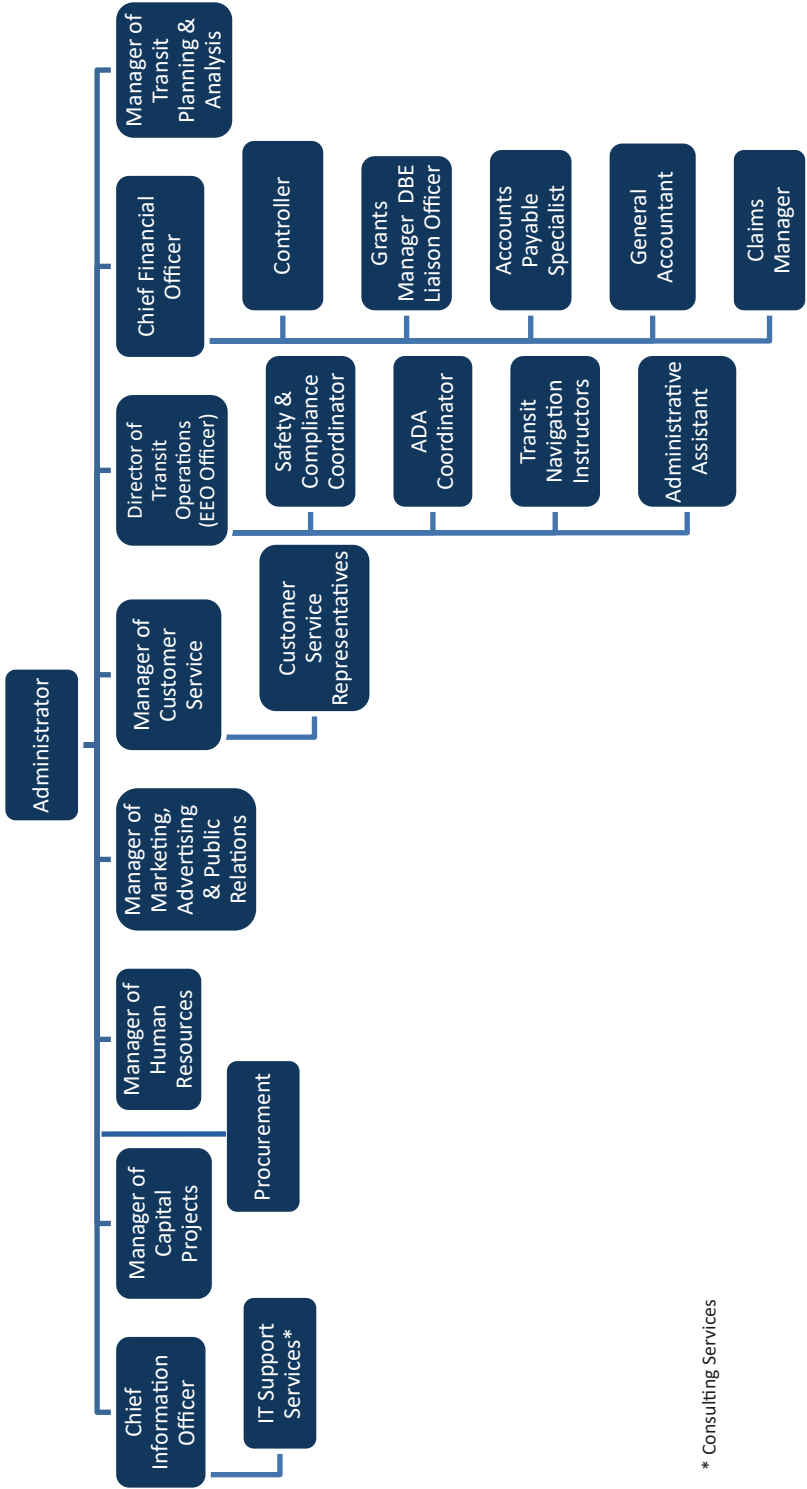 Administrator
Chief
Information
Officer
IT Support
Services*
Manager of
Capital
Projects
Procurement
Manager of
Human
Resources
Manager of
Marketing,
Advertising
& Public
Relations
Manager of
Customer
Service
Customer
Service
Representatives
Director of
Transit
Operations
(EEO Officer)
Safety &
Compliance
Coordinator
ADA
Coordinator
Transit
Navigation
Instructors
Administrative
Assistant
Chief Financial
Officer
Controller
Grants
Manager DBE
Liaison Officer
Accounts
Payable
Specialist
General
Accountant
Claims
Manager
Manager of
Transit
Planning &
Analysis
* Consulting Services